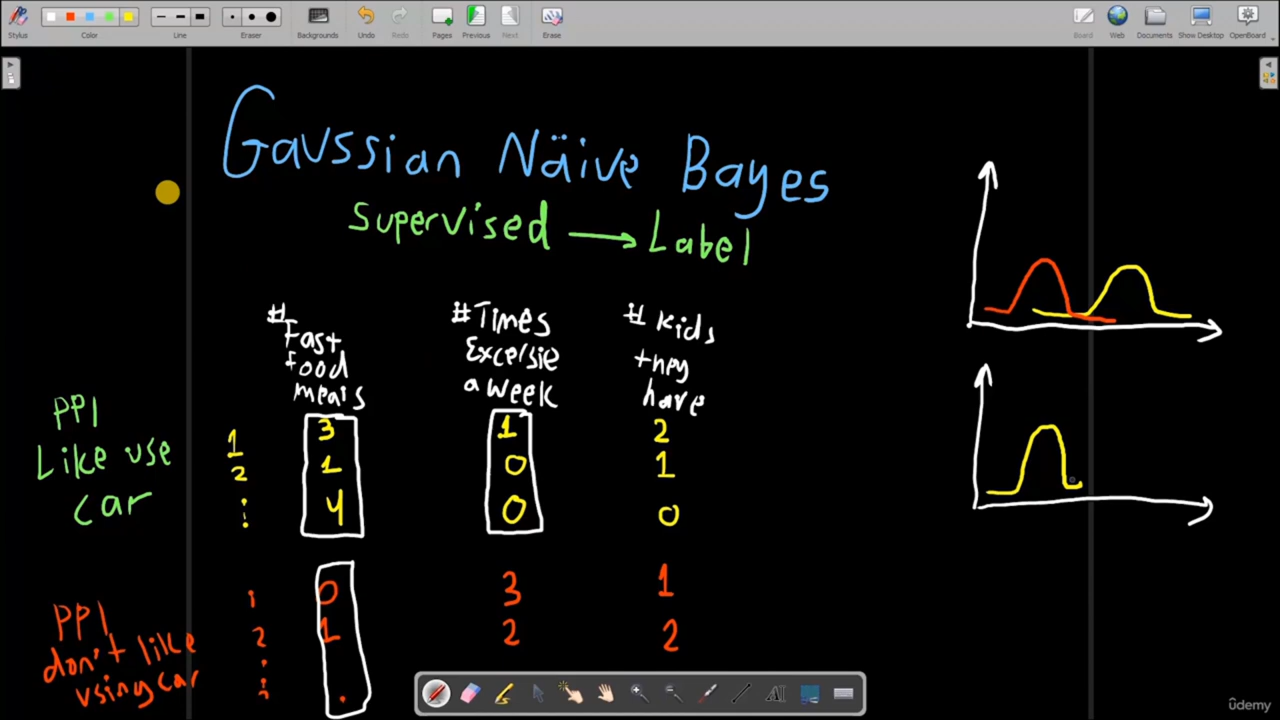 Stylus
Color
Line
Eraser
Backgrounds
Undo
Redo
Pages
Previous
Next
Erase
Board
Web
Documents
Show Desktop
OpenBoard
Gaussian Näive Bayes
Supervised → Label
# Fast food meals
#Times Excersie a week
# kids they have
PPl Like use car
1 3 1 2
2 1 0 1
⋮ 4 0 0
PPl don't like using car
1 0 3 1
2 1 2 2
ûdemy